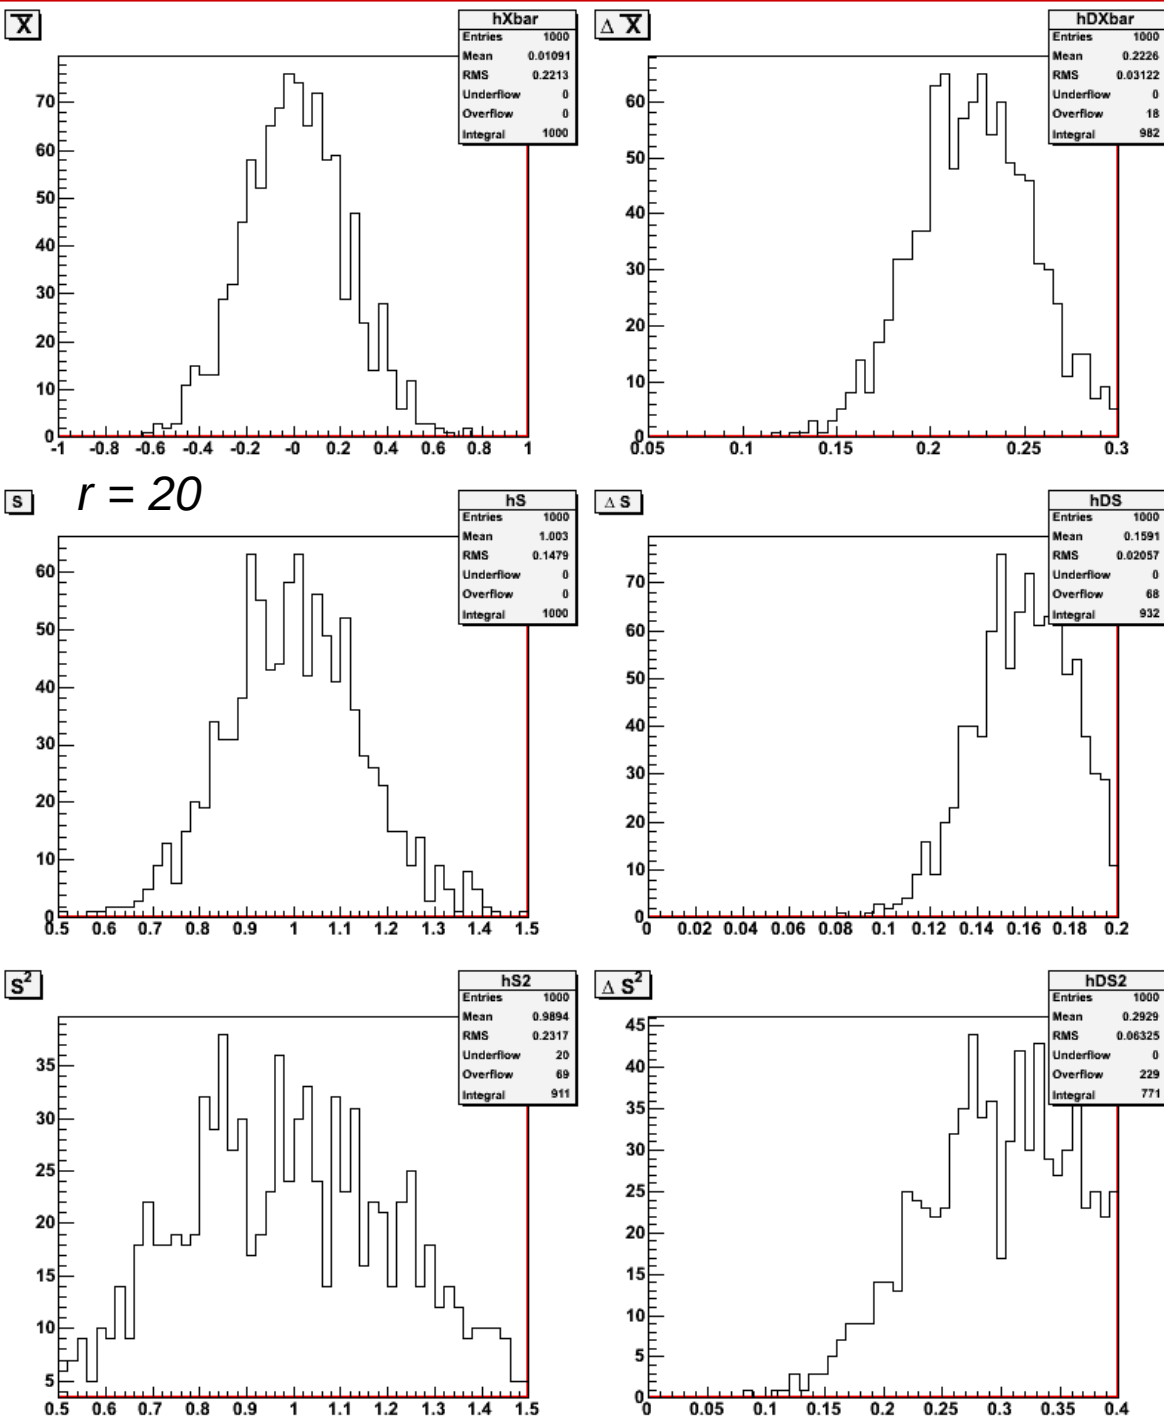 X̅
hXbar
Entries 1000
Mean 0.01091
RMS 0.2213
Underflow 0
Overflow 0
Integral 1000
70
60
50
40
30
20
10
0
-1 -0.8 -0.6 -0.4 -0.2 -0 0.2 0.4 0.6 0.8 1
Δ X̅
hDXbar
Entries 1000
Mean 0.2226
RMS 0.03122
Underflow 0
Overflow 18
Integral 982
60
50
40
30
20
10
0
0.05 0.1 0.15 0.2 0.25 0.3
S
r = 20
hS
Entries 1000
Mean 1.003
RMS 0.1479
Underflow 0
Overflow 0
Integral 1000
60
50
40
30
20
10
0
0.5 0.6 0.7 0.8 0.9 1 1.1 1.2 1.3 1.4 1.5
Δ S
hDS
Entries 1000
Mean 0.1591
RMS 0.02057
Underflow 0
Overflow 68
Integral 932
70
60
50
40
30
20
10
0
0 0.02 0.04 0.06 0.08 0.1 0.12 0.14 0.16 0.18 0.2
S²
hS2
Entries 1000
Mean 0.9894
RMS 0.2317
Underflow 20
Overflow 69
Integral 911
35
30
25
20
15
10
5
0.5 0.6 0.7 0.8 0.9 1 1.1 1.2 1.3 1.4 1.5
Δ S²
hDS2
Entries 1000
Mean 0.2929
RMS 0.06325
Underflow 0
Overflow 229
Integral 771
45
40
35
30
25
20
15
10
5
0
0 0.05 0.1 0.15 0.2 0.25 0.3 0.35 0.4